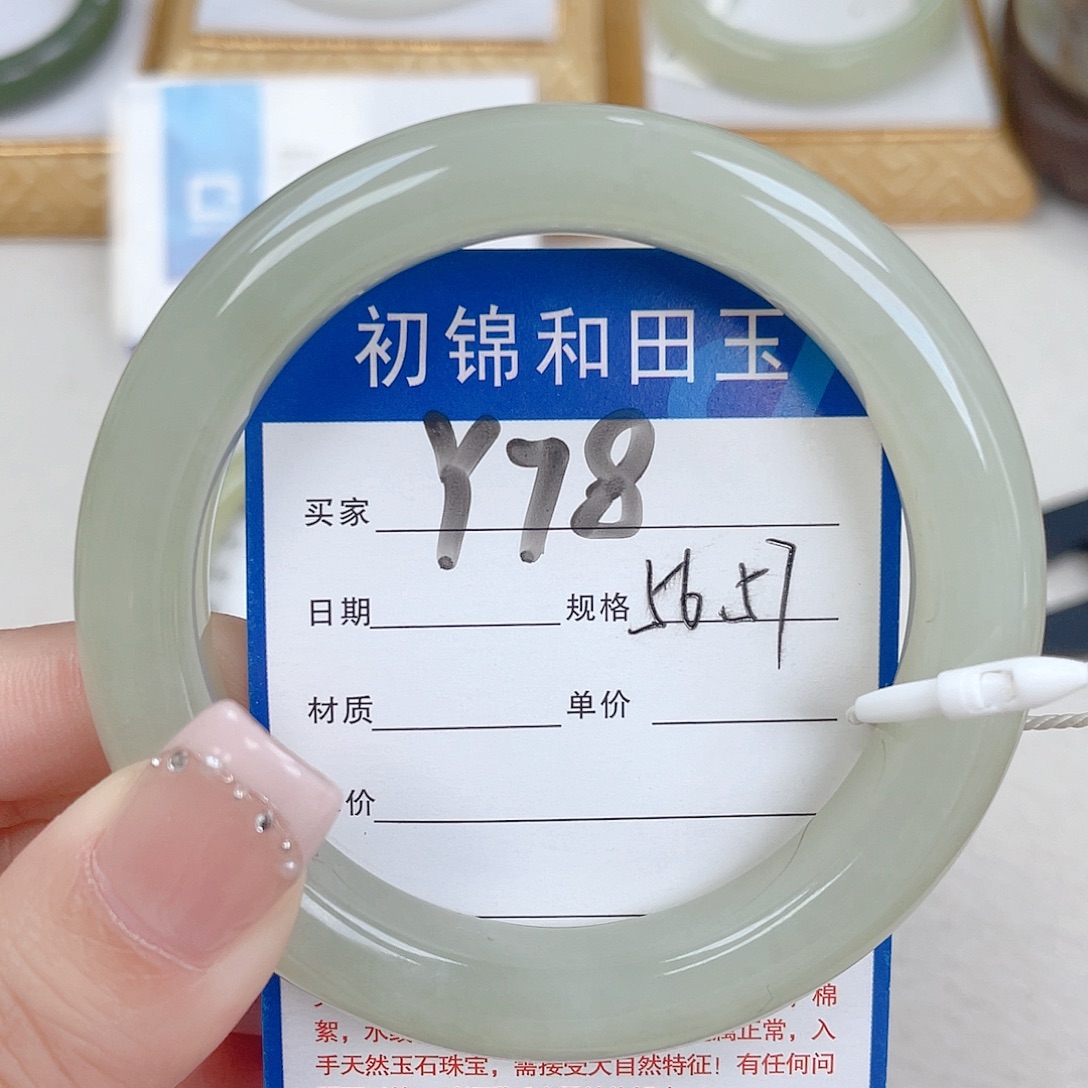 初锦和田玉
Y78
买家
日期 规格 56.57
材质 单价
价
棉
絮，水
正常，入
手天然玉石珠宝，需接受大自然特征！有任何问